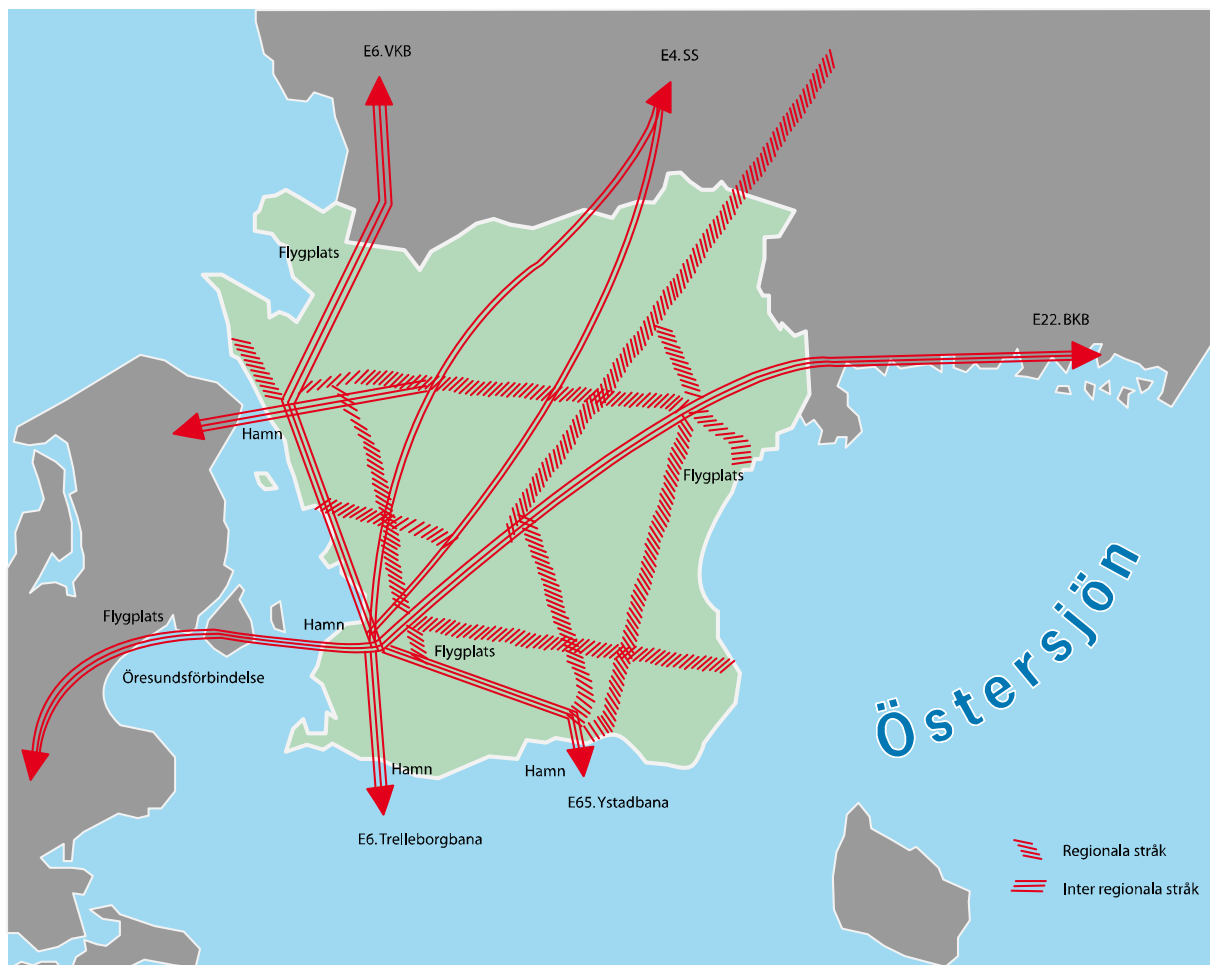 E6. VKB
E4. SS
Flygplats
E22. BKB
Hamn
Flygplats
Flygplats
Hamn
Flygplats
Öresundsförbindelse
Östersjön
Hamn
Hamn
E65. Ystadbana
E6. Trelleborgbana
Regionala stråk
Inter regionala stråk